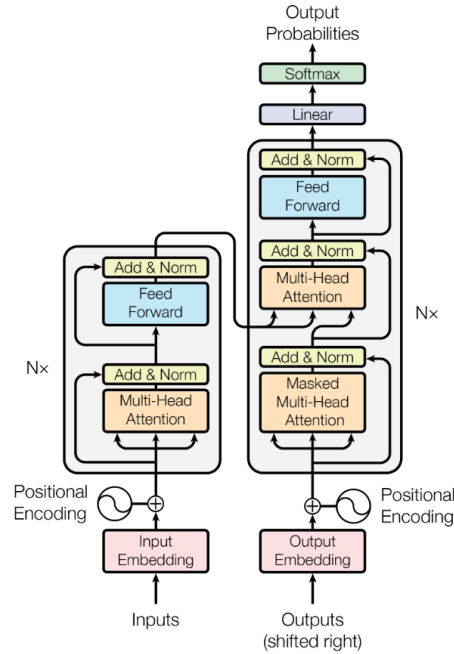 Output
Probabilities
Softmax
Linear
Add & Norm
Feed
Forward
Add & Norm
Multi-Head
Attention
Add & Norm
Masked
Multi-Head
Attention
N×
Add & Norm
Feed
Forward
Add & Norm
Multi-Head
Attention
N×
Positional
Encoding
Positional
Encoding
Input
Embedding
Output
Embedding
Inputs
Outputs
(shifted right)